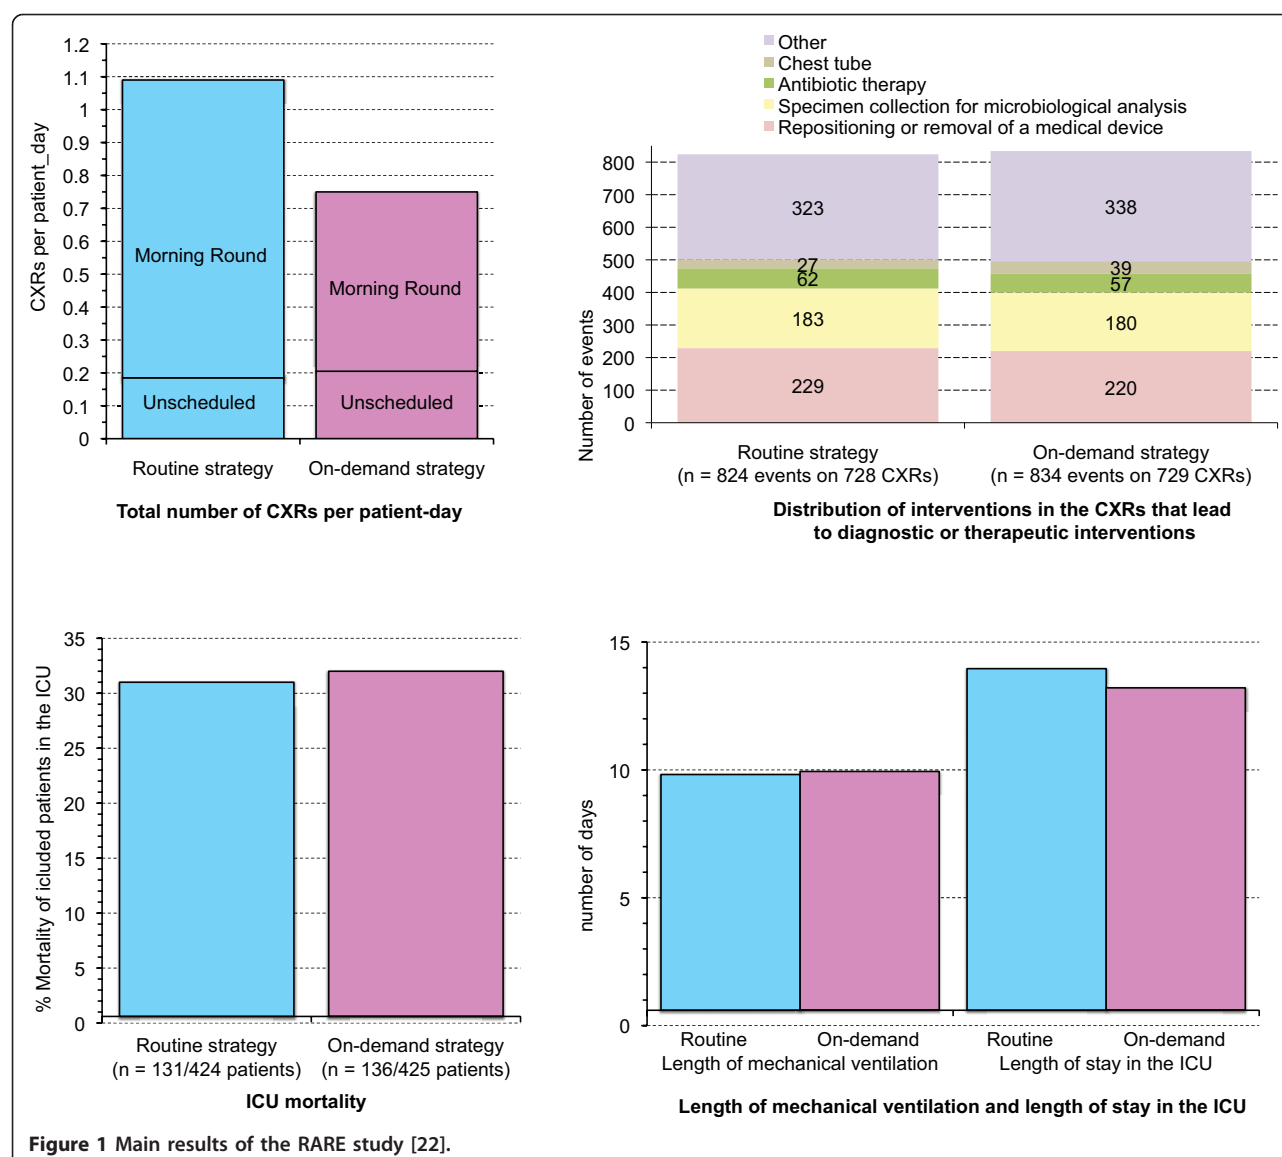 1.2
1.1
1
0.9
0.8
0.7
0.6
0.5
0.4
0.3
0.2
0.1
0
CXRs per patient_day
Morning Round
Unscheduled
Morning Round
Unscheduled
Routine strategy
On-demand strategy
Total number of CXRs per patient-day
Other
Chest tube
Antibiotic therapy
Specimen collection for microbiological analysis
Repositioning or removal of a medical device
800
700
600
500
400
300
200
100
0
Number of events
323
27
62
183
229
338
39
57
180
220
Routine strategy
(n = 824 events on 728 CXRs)
On-demand strategy
(n = 834 events on 729 CXRs)
Distribution of interventions in the CXRs that lead
to diagnostic or therapeutic interventions
35
30
25
20
15
10
5
0
% Mortality of icluded patients in the ICU
Routine strategy
(n = 131/424 patients)
On-demand strategy
(n = 136/425 patients)
ICU mortality
15
10
5
0
number of days
Routine
On-demand
Length of mechanical ventilation
Routine
On-demand
Length of stay in the ICU
Length of mechanical ventilation and length of stay in the ICU
Figure 1 Main results of the RARE study [22].